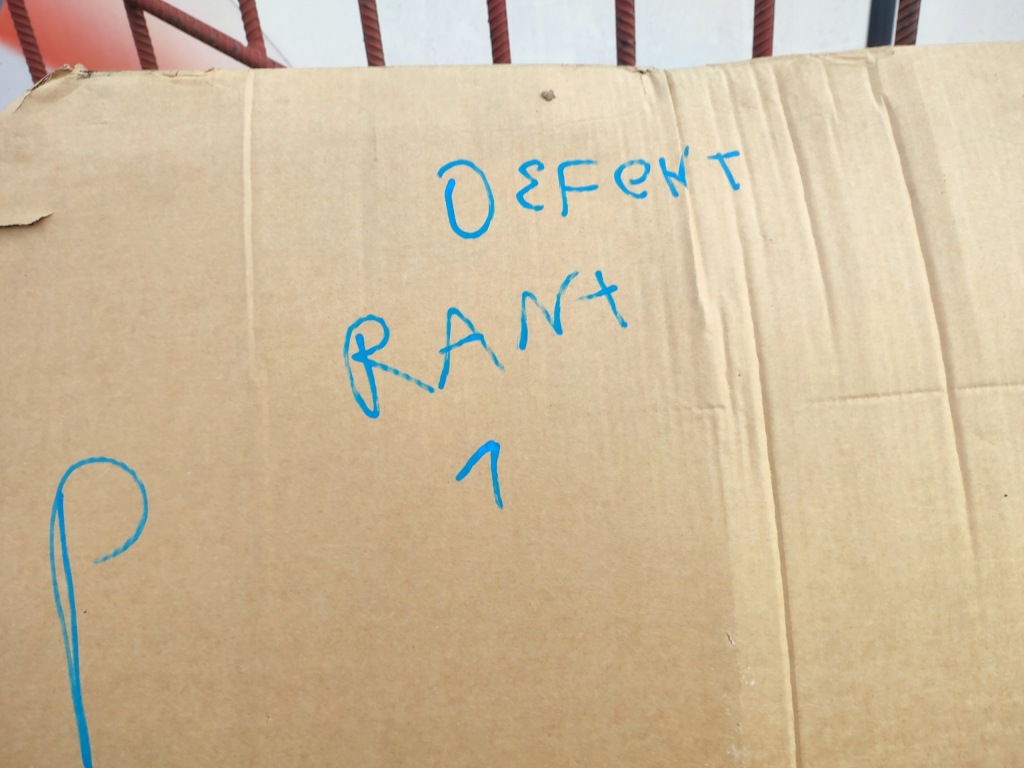 DEFEKT
RANT
1
P